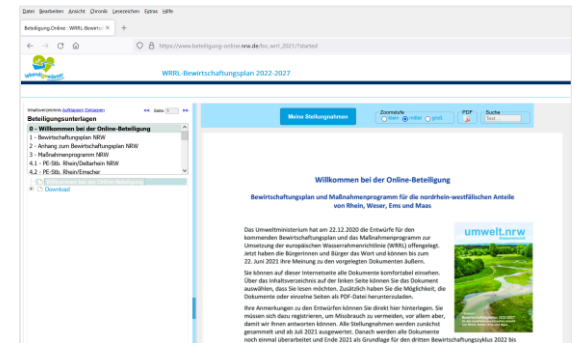 Datei Bearbeiten Ansicht Chronik Lesezeichen Extras Hilfe
Beteiligung.Online : WRRL-Bewirts
https://www.beteiligung-online.nrw.de/bo_wrrl_2021/?started
WRRL-Bewirtschaftungsplan 2022-2027
Inhaltsverzeichnis Aufklappen Zuklappen
Seite:
Beteiligungsunterlagen
0 - Willkommen bei der Online-Beteiligung
1 - Bewirtschaftungsplan NRW
2 - Anhang zum Bewirtschaftungsplan NRW
3 - Maßnahmenprogramm NRW
4.1 - PE-Stb. Rhein/Deltarhein NRW
4.2 - PE-Stb. Rhein/Emscher
Willkommen bei der Online-Beteiligung
Download
Meine Stellungnahmen
Zoomstufe
klein mittel groß
PDF
Suche
Text ...
Willkommen bei der Online-Beteiligung
Bewirtschaftungsplan und Maßnahmenprogramm für die nordrhein-westfälischen Anteile
von Rhein, Weser, Ems und Maas
Das Umweltministerium hat am 22.12.2020 die Entwürfe für den
kommenden Bewirtschaftungsplan und das Maßnahmenprogramm zur
Umsetzung der europäischen Wasserrahmenrichtlinie (WRRL) offengelegt.
Jetzt haben die Bürgerinnen und Bürger das Wort und können bis zum
22. Juni 2021 ihre Meinung zu den vorgelegten Dokumenten äußern.
Sie können auf dieser Internetseite alle Dokumente komfortabel einsehen.
Über das Inhaltsverzeichnis auf der linken Seite können Sie das Dokument
auswählen, dass Sie lesen möchten. Zusätzlich haben Sie die Möglichkeit, die
Dokumente oder einzelne Seiten als PDF-Datei herunterzuladen.
Ihre Anmerkungen zu den Entwürfen können Sie direkt hier hinterlegen. Sie
müssen sich dazu registrieren, um Missbrauch zu vermeiden, vor allem aber,
damit wir Ihnen antworten können. Alle Stellungnahmen werden zunächst
gesammelt und ab Juli 2021 ausgewertet. Danach werden alle Dokumente
noch einmal überarbeitet und Ende 2021 als Grundlage für den dritten Bewirtschaftungszyklus 2022 bis
umwelt.nrw